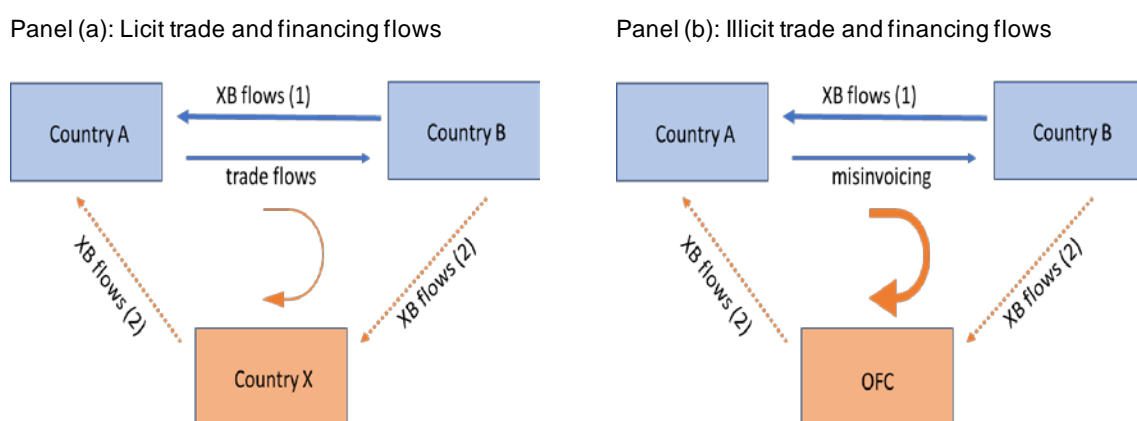 Panel (a): Licit trade and financing flows
XB flows (1)
Country A
Country B
trade flows
XB flows (2)
XB flows (2)
Country X
Panel (b): Illicit trade and financing flows
XB flows (1)
Country A
Country B
misinvoicing
XB flows (2)
XB flows (2)
OFC